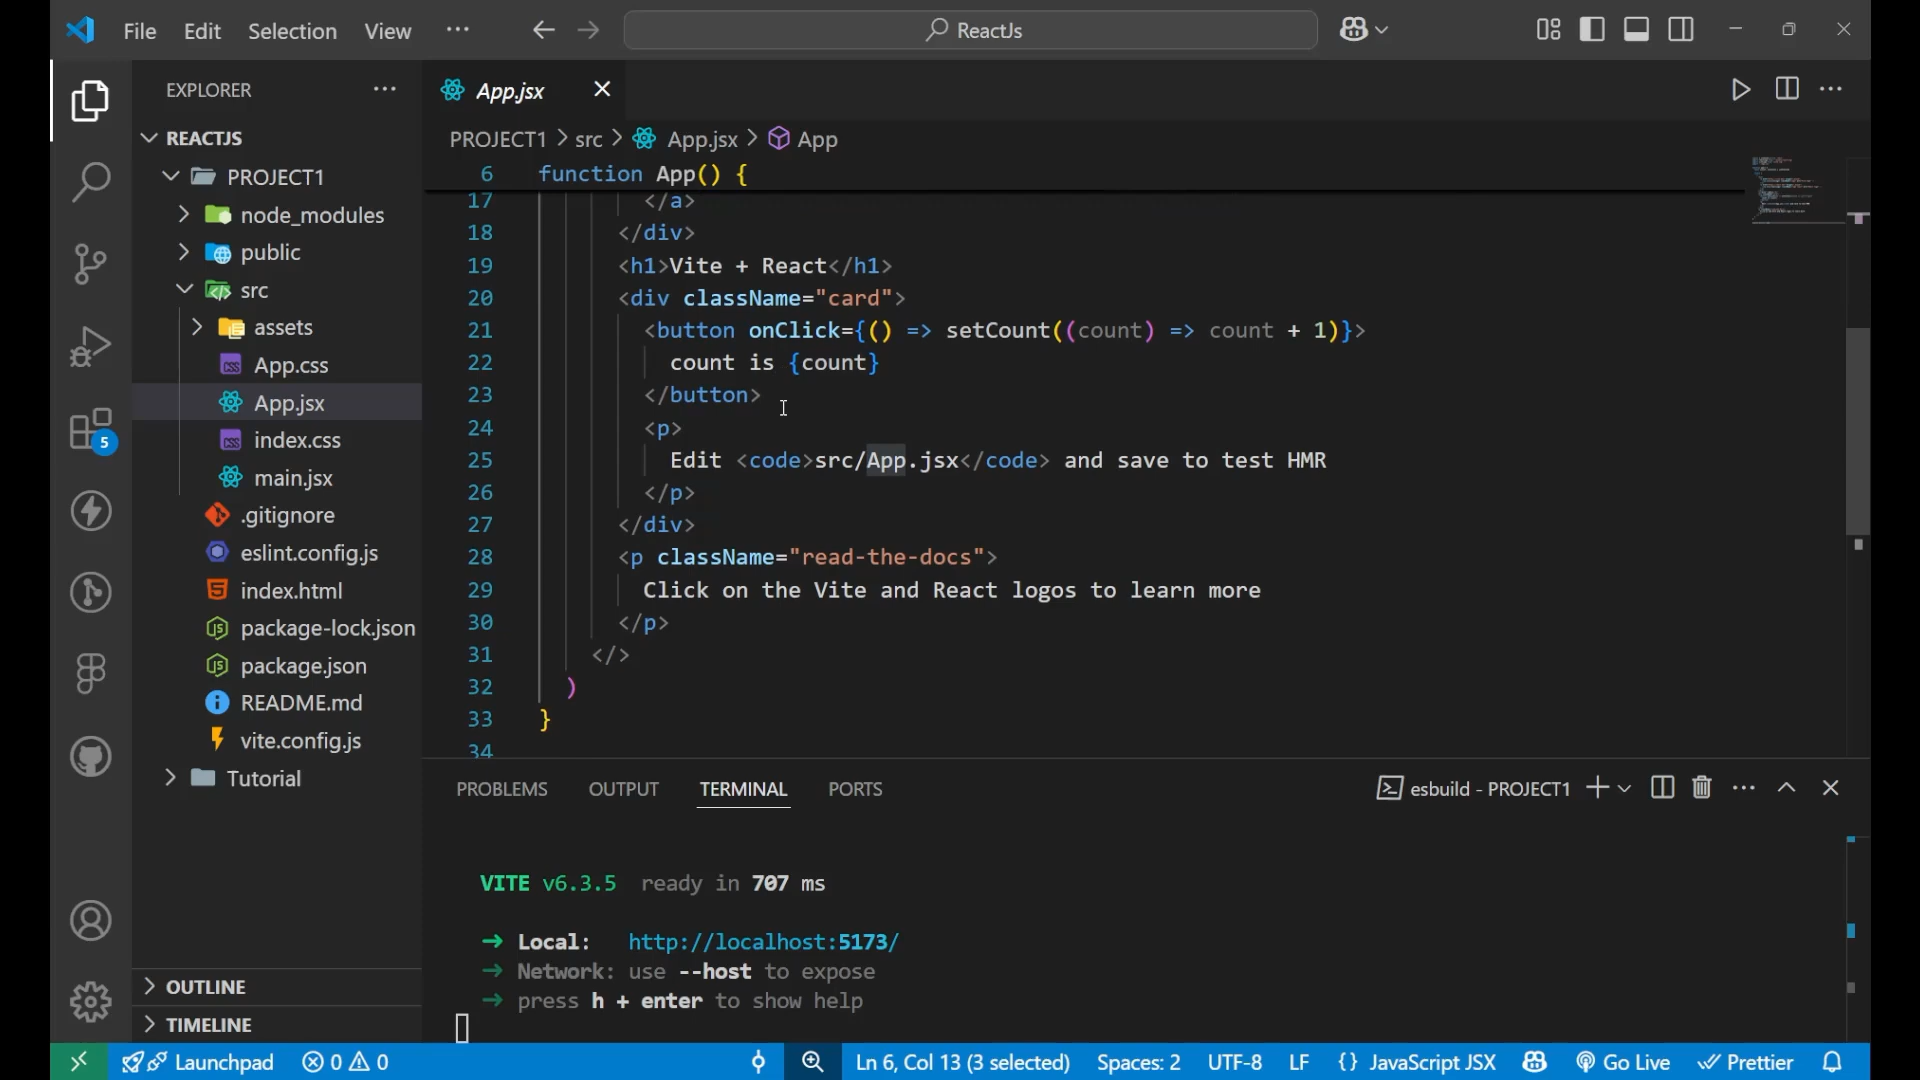 File Edit Selection View ··· ReactJs
EXPLORER ···
REACTJS
PROJECT1
node_modules
public
src
assets
App.css
App.jsx
index.css
main.jsx
.gitignore
eslint.config.js
index.html
package-lock.json
package.json
README.md
vite.config.js
Tutorial
OUTLINE
TIMELINE
5
App.jsx
PROJECT1 > src > App.jsx > App
6 function App() {
17 </a>
18 </div>
19 <h1>Vite + React</h1>
20 <div className="card">
21 <button onClick={() => setCount((count) => count + 1)}>
22 count is {count}
23 </button>
24 <p>
25 Edit <code>src/App.jsx</code> and save to test HMR
26 </p>
27 </div>
28 <p className="read-the-docs">
29 Click on the Vite and React logos to learn more
30 </p>
31 </>
32 )
33 }
34
PROBLEMS OUTPUT TERMINAL PORTS esbuild - PROJECT1
VITE v6.3.5 ready in 707 ms
➜ Local: http://localhost:5173/
➜ Network: use --host to expose
➜ press h + enter to show help
Launchpad 0 0 Ln 6, Col 13 (3 selected) Spaces: 2 UTF-8 LF {} JavaScript JSX Go Live Prettier